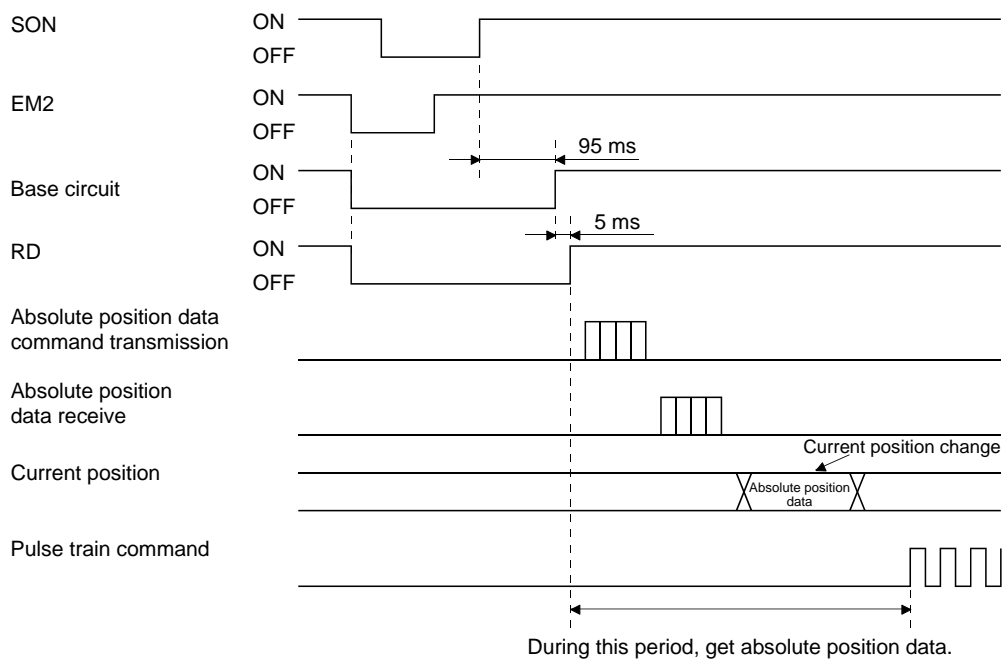 SON
ON
OFF
EM2
ON
OFF
95 ms
Base circuit
ON
OFF
5 ms
RD
ON
OFF
Absolute position data
command transmission
Absolute position
data receive
Current position change
Current position
Absolute position
data
Pulse train command
During this period, get absolute position data.